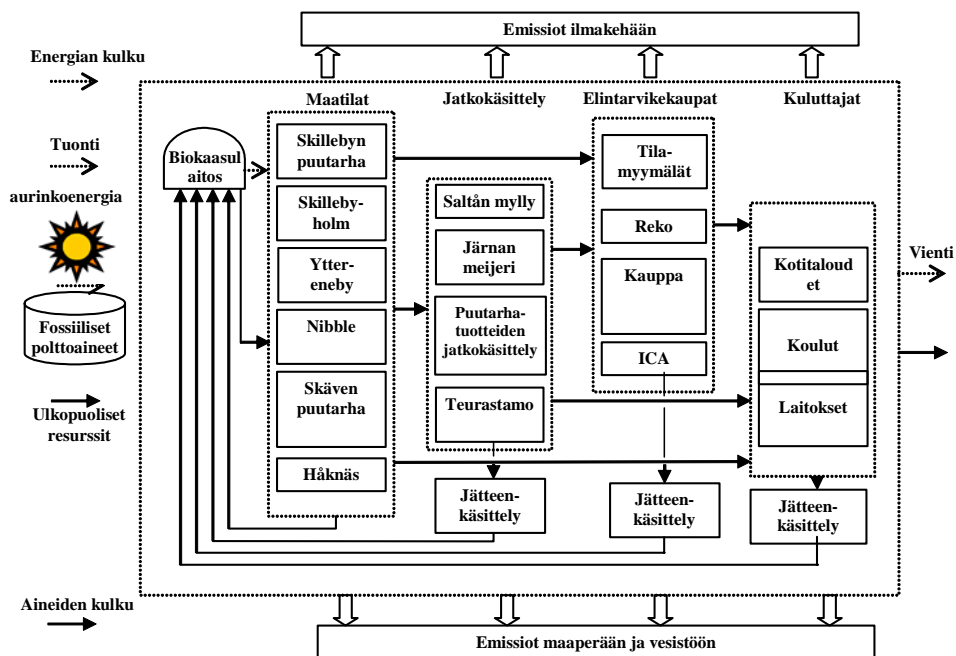 Emissiot ilmakehään
Energian kulku
Maatilat
Jatkokäsittely
Elintarvikekaupat
Kuluttajat
Tuonti
aurinkoenergia
Fossiiliset
polttoaineet
Ulkopuoliset
resurssit
Biokaasul
aitos
Skillebyn
puutarha
Skilleby-
holm
Ytter-
eneby
Nibble
Skäven
puutarha
Håknäs
Saltån mylly
Järnan
meijeri
Puutarha-
tuotteiden
jatkokäsittely
Teurastamo
Jätteen-
käsittely
Tila-
myymälät
Reko
Kauppa
ICA
Jätteen-
käsittely
Kotitaloud
et
Koulut
Laitokset
Jätteen-
käsittely
Vienti
Aineiden kulku
Emissiot maaperään ja vesistöön